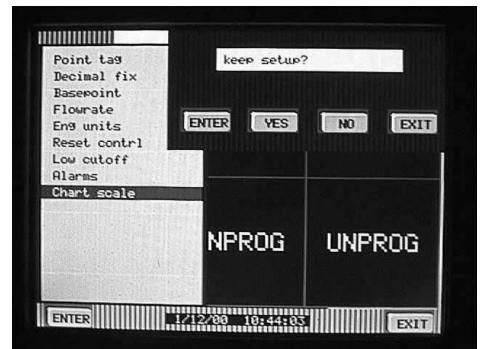 Point tag
Decimal fix
Basepoint
Flowrate
Eng units
Reset contrl
Low cutoff
Alarms
Chart scale
keep setup?
ENTER YES NO EXIT
NPROG UNPROG
ENTER 1/12/00 10:44:03 EXIT